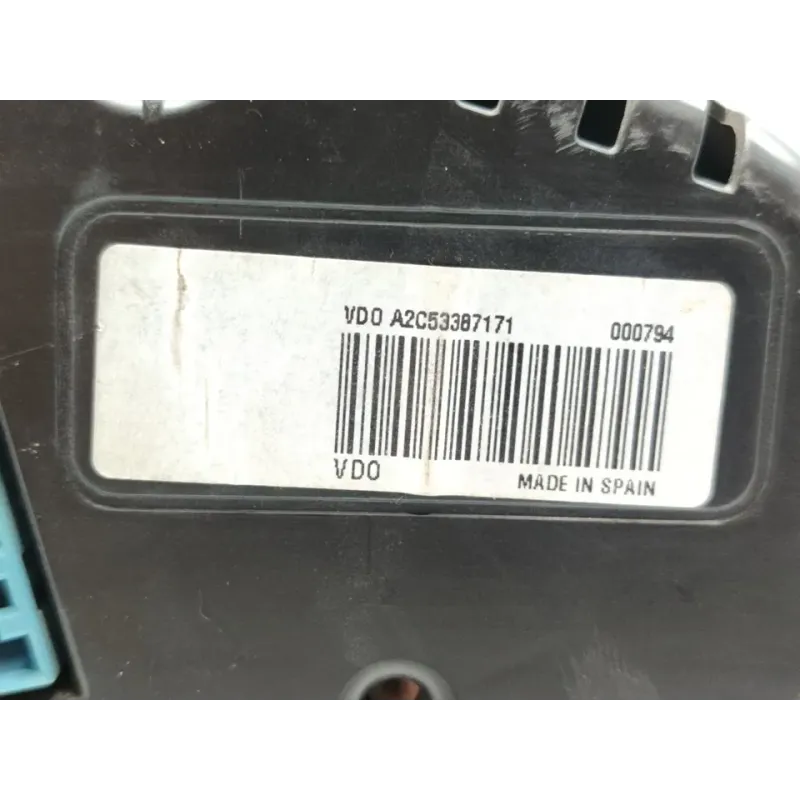 VDO A2C53387171 000794
VDO MADE IN SPAIN